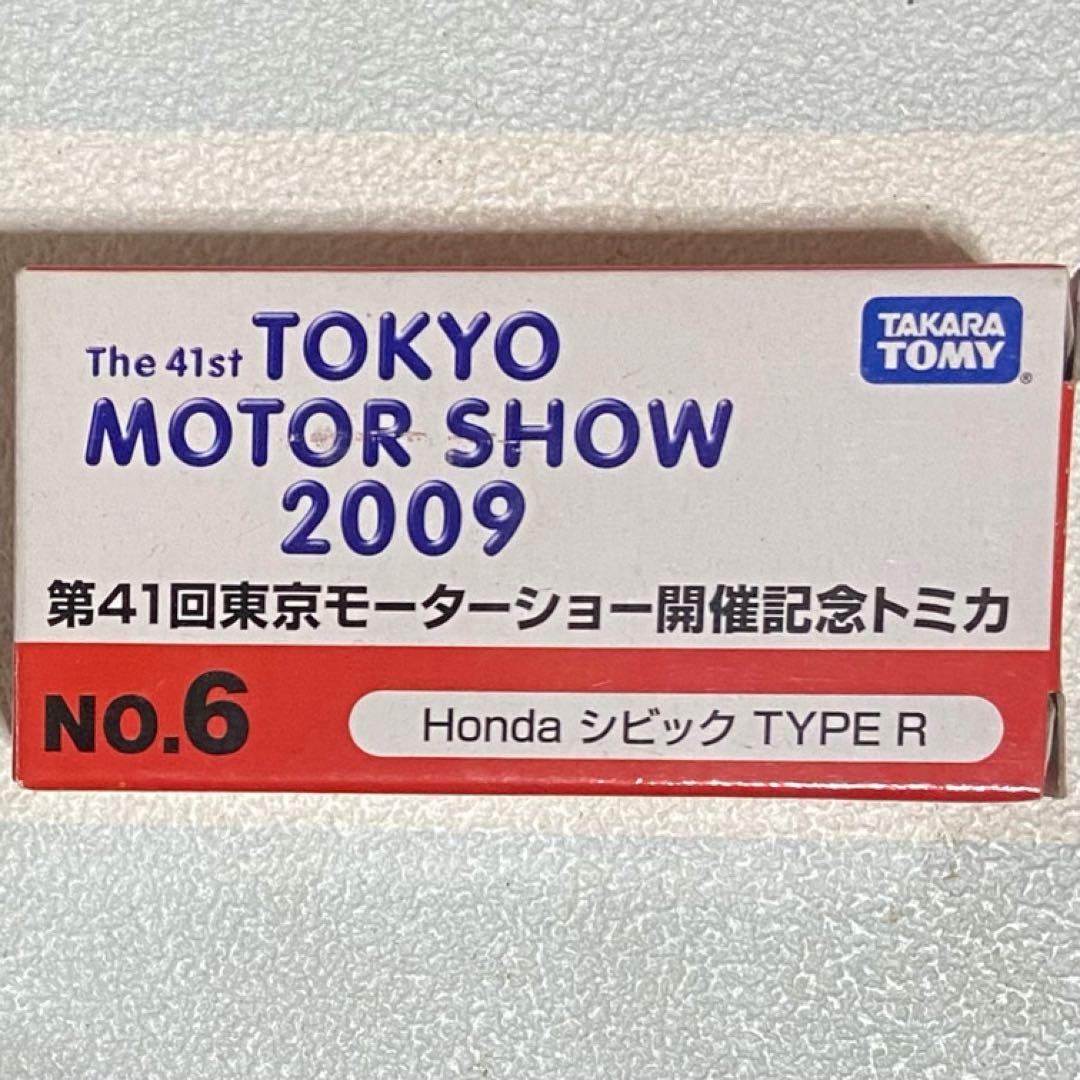 The 41st TOKYO
MOTOR SHOW
2009
TAKARA
TOMY
®
第41回東京モーターショー開催記念トミカ
NO.6
Honda シビック TYPE R